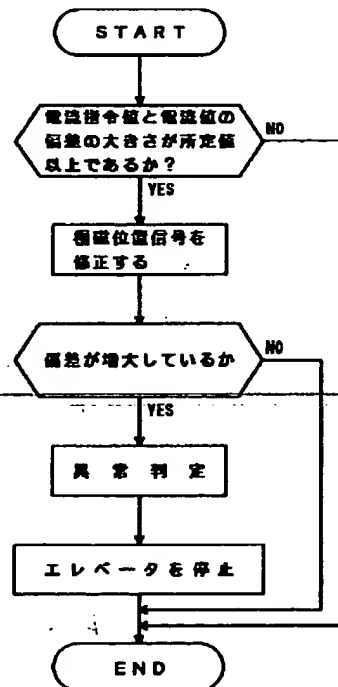 START
電流指令値と電流値の
偏差の大きさが所定値
以上であるか?
NO
YES
磁位置信号を
修正する
偏差が増大しているか
NO
YES
異常判定
エレベータを停止
END